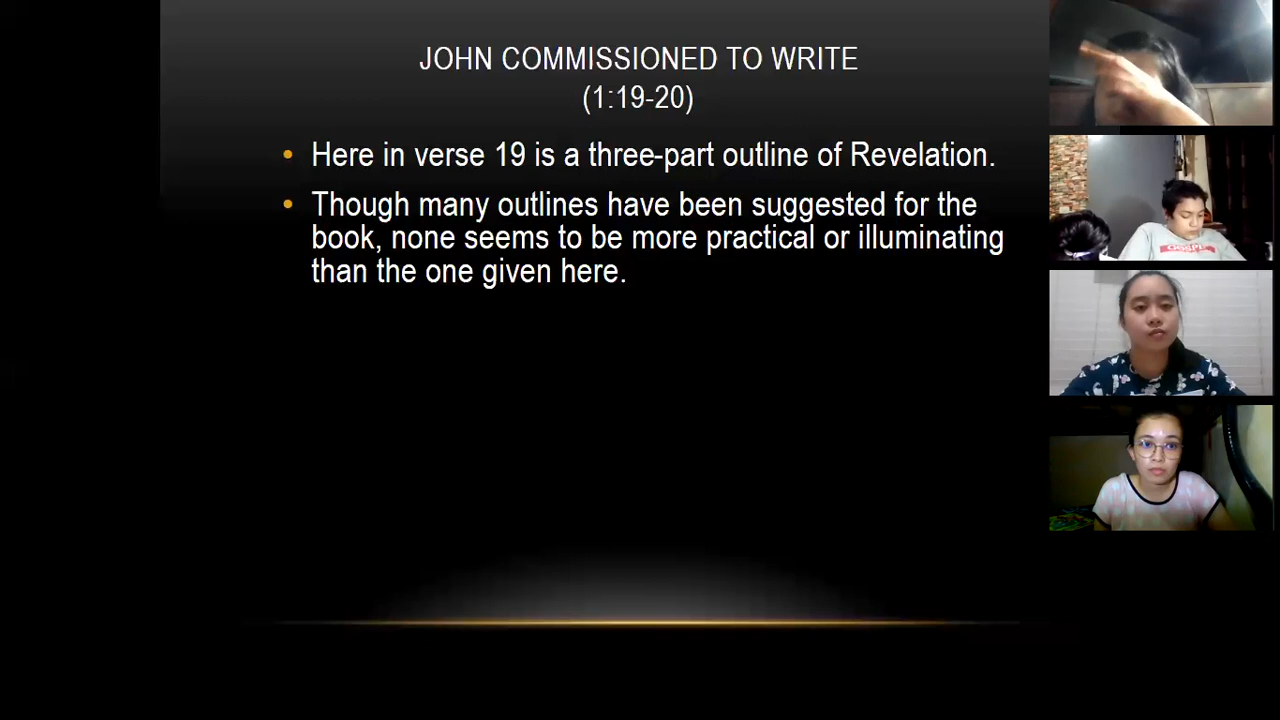 JOHN COMMISSIONED TO WRITE
(1:19-20)
• Here in verse 19 is a three-part outline of Revelation.
• Though many outlines have been suggested for the
book, none seems to be more practical or illuminating
than the one given here.